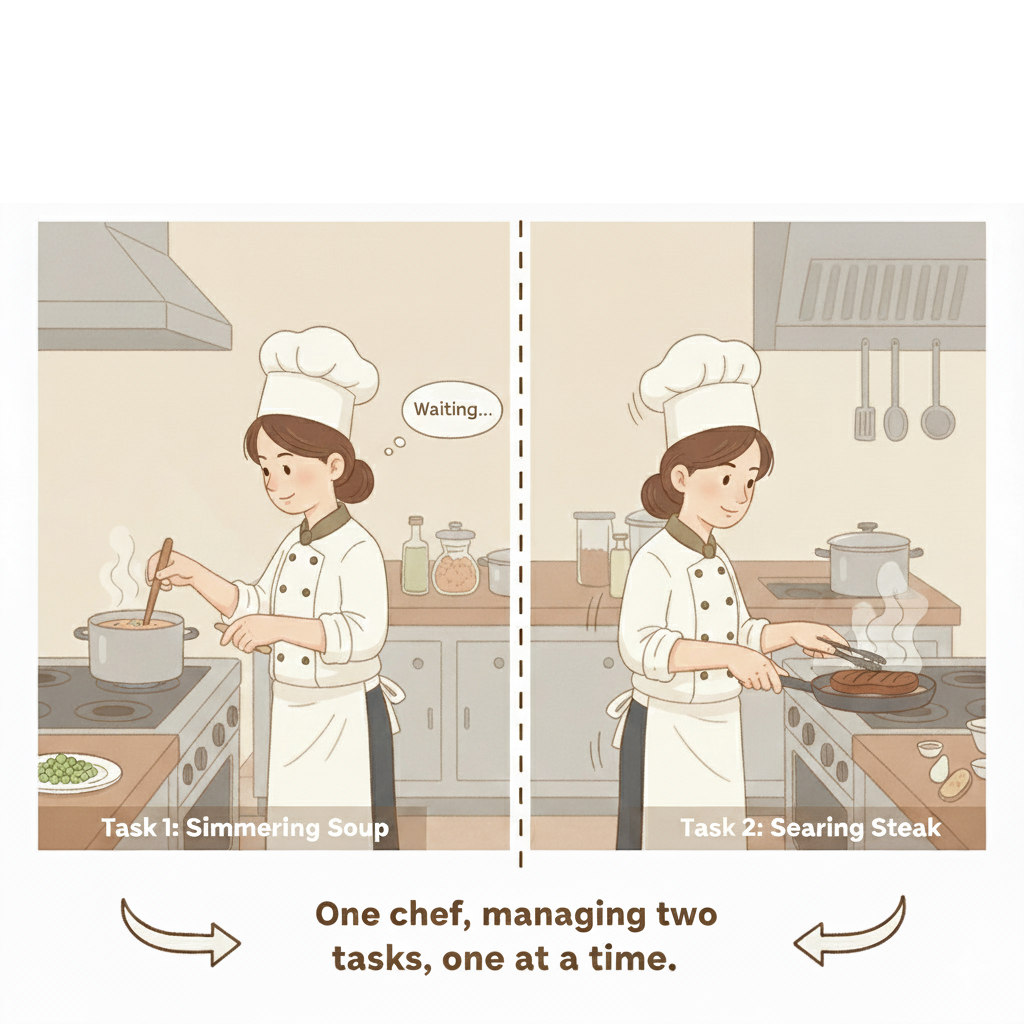 Waiting...
Task 1: Simmering Soup
Task 2: Searing Steak
One chef, managing two
tasks, one at a time.